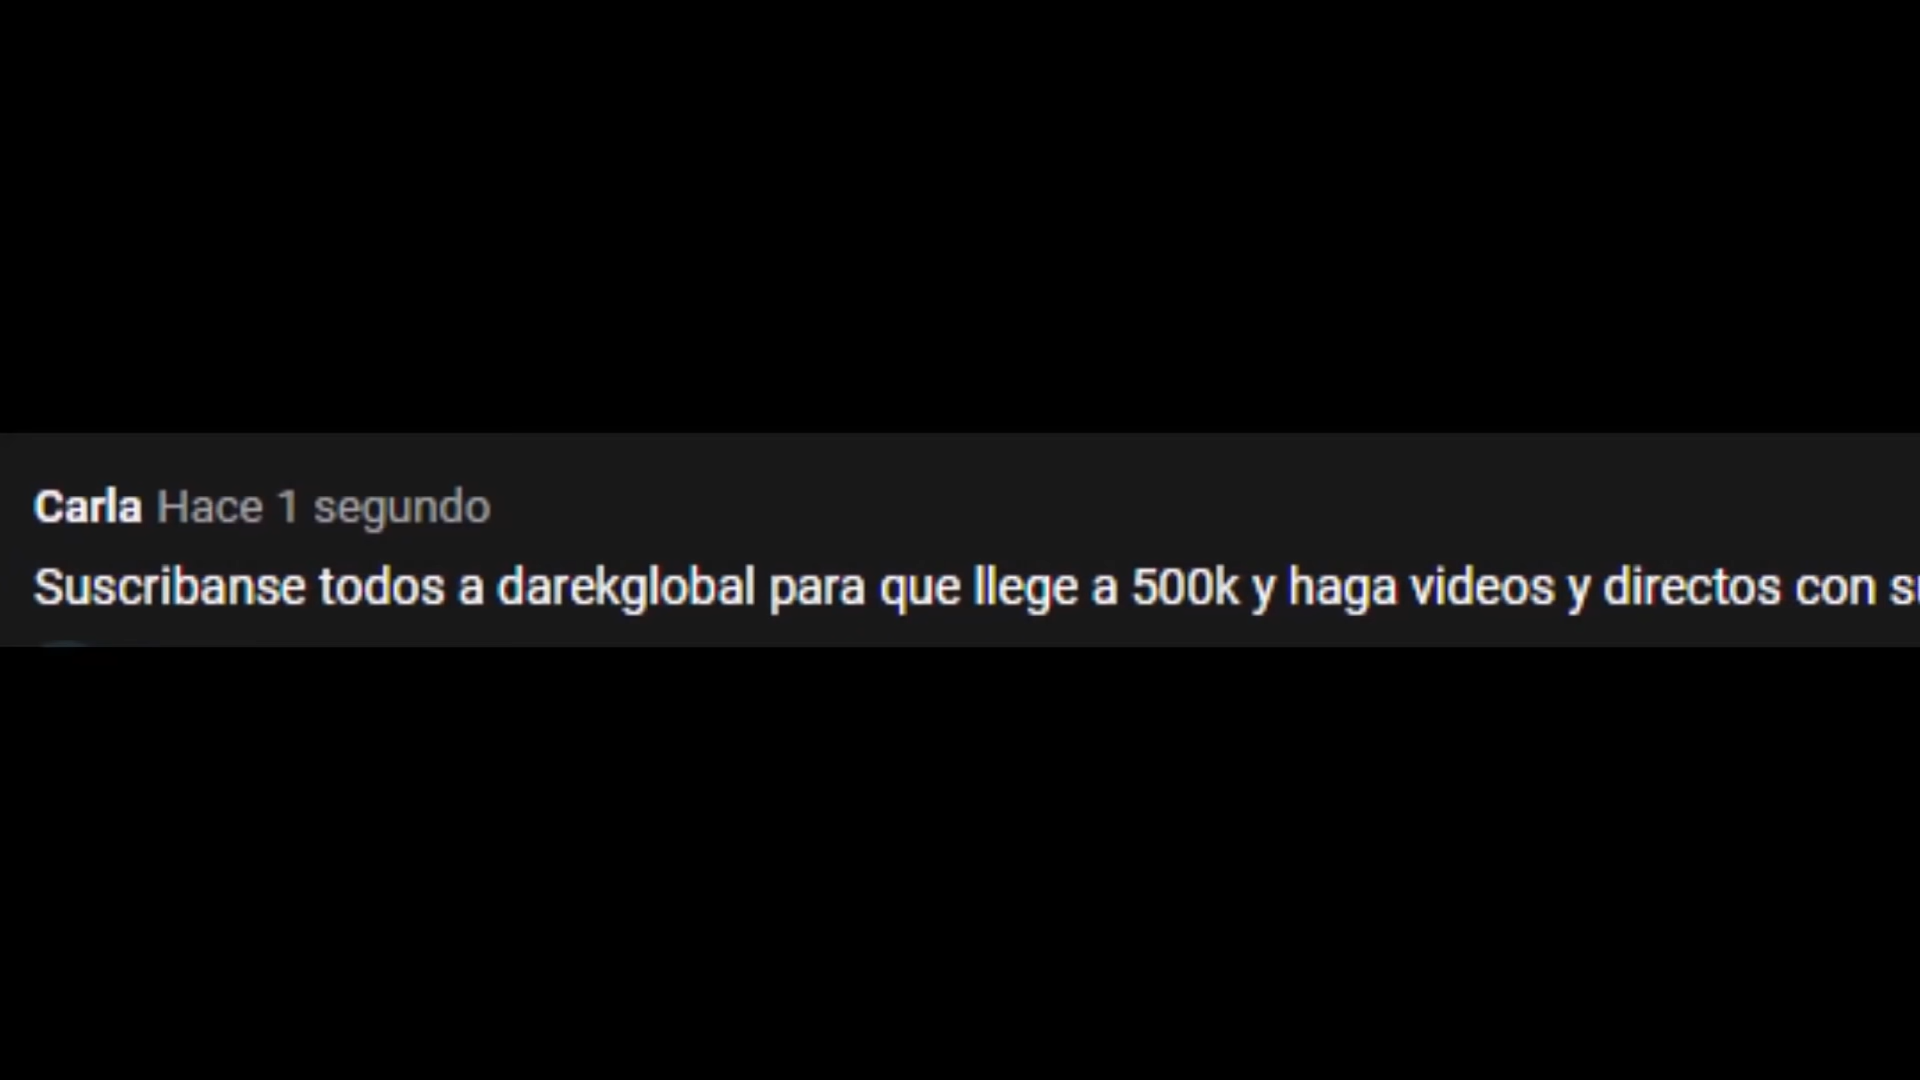 Carla Hace 1 segundo
Suscribanse todos a darekglobal para que llege a 500k y haga videos y directos con